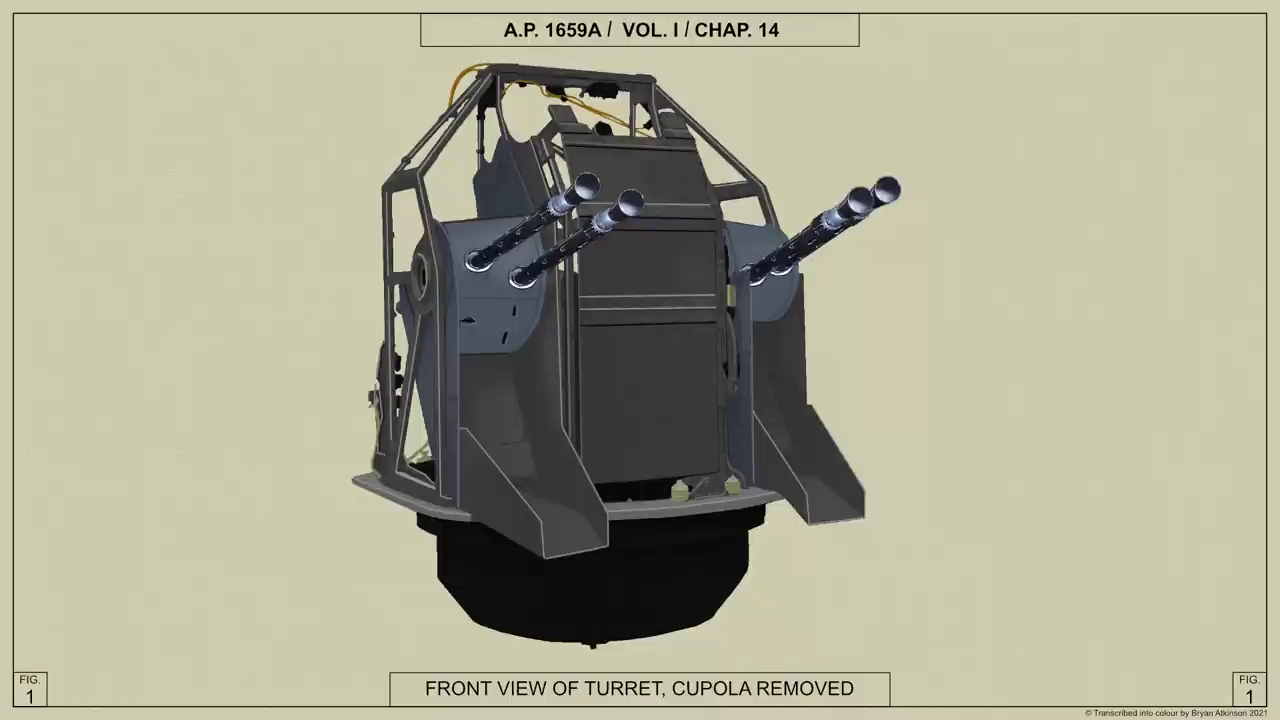 A.P. 1659A / VOL. I / CHAP. 14
FIG.
1
FRONT VIEW OF TURRET, CUPOLA REMOVED
FIG.
1
© Transcribed into colour by Bryan Atkinson 2021